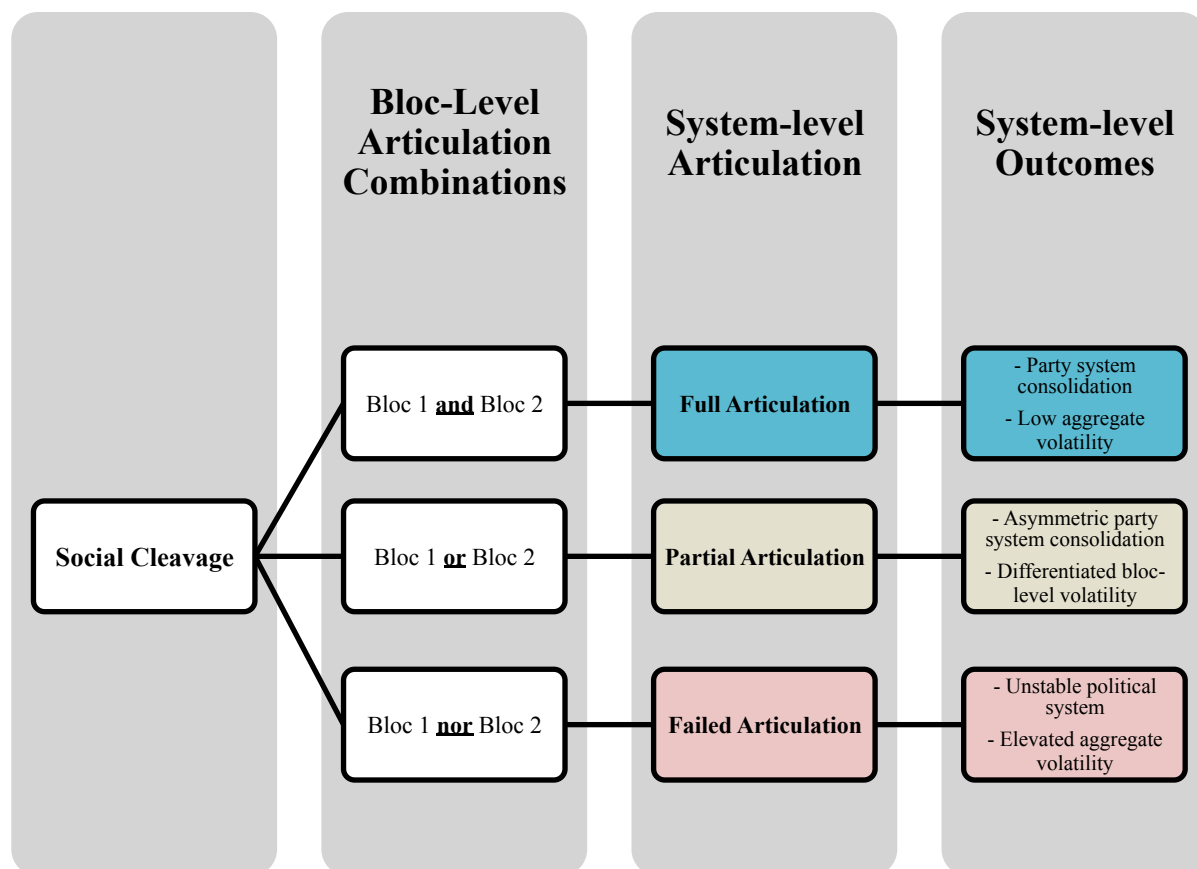 Bloc-Level
Articulation
Combinations
System-level
Articulation
System-level
Outcomes
Social Cleavage
Bloc 1 and Bloc 2
Full Articulation
- Party system
consolidation
- Low aggregate
volatility
Bloc 1 or Bloc 2
Partial Articulation
- Asymmetric party
system consolidation
- Differentiated bloc-
level volatility
Bloc 1 nor Bloc 2
Failed Articulation
- Unstable political
system
- Elevated aggregate
volatility